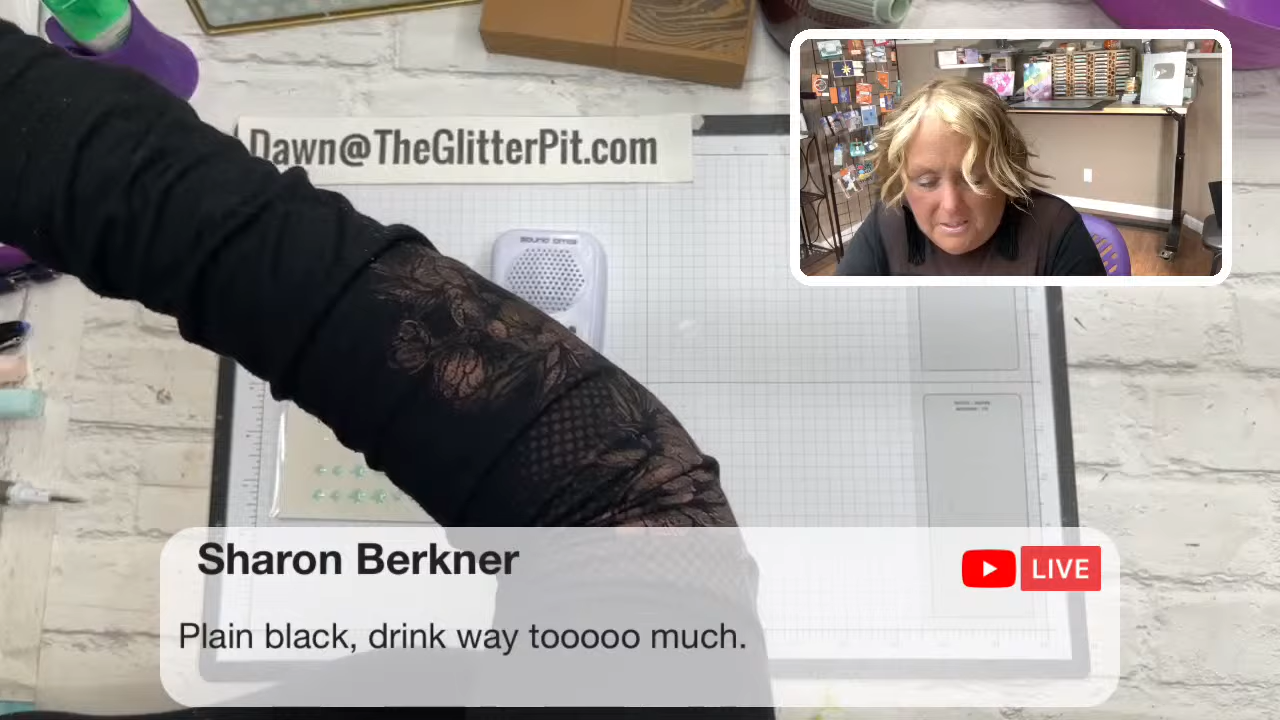 Dawn@TheGlitterPit.com
Sharon Berkner
LIVE
Plain black, drink way tooooo much.